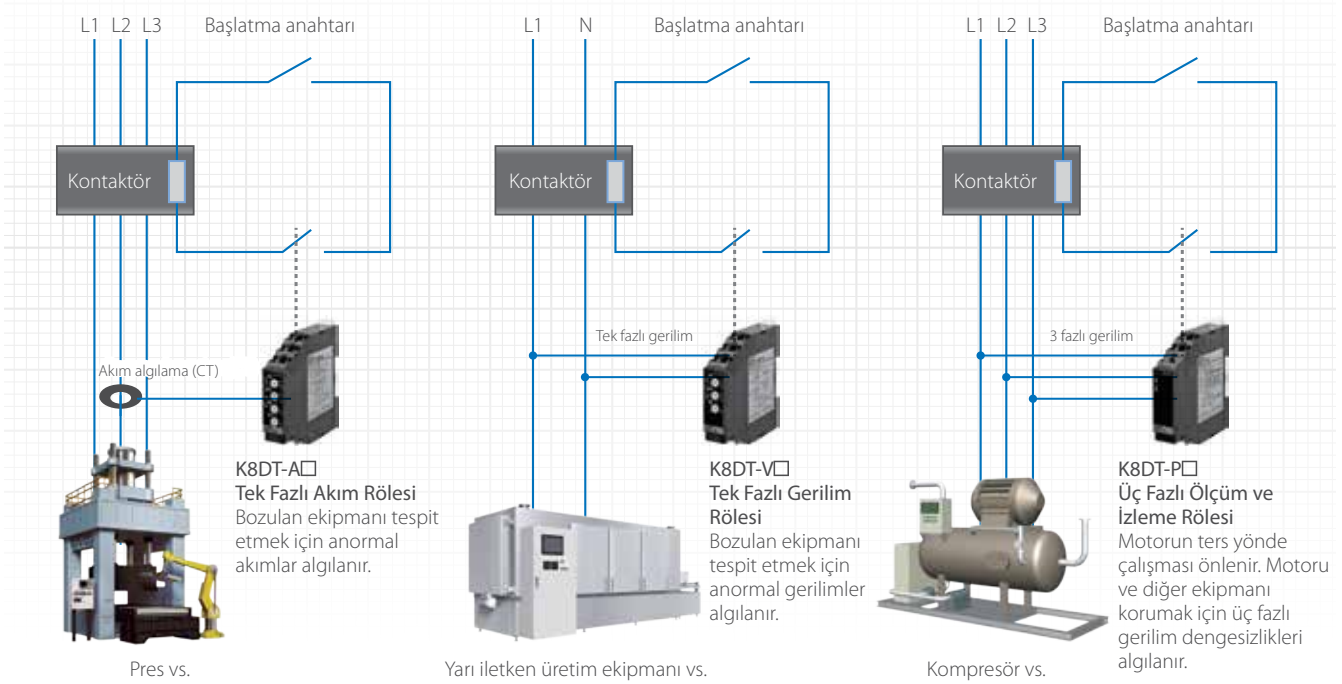 L1 L2 L3 Başlatma anahtarı
Kontaktör
Akım algılama (CT)
K8DT-A□
Tek Fazlı Akım Rölesi
Bozulan ekipmanı tespit
etmek için anormal
akımlar algılanır.
Pres vs.
L1 N Başlatma anahtarı
Kontaktör
Tek fazlı gerilim
K8DT-V□
Tek Fazlı Gerilim
Rölesi
Bozulan ekipmanı
tespit etmek için
anormal gerilimler
algılanır.
Yarı iletken üretim ekipmanı vs.
L1 L2 L3 Başlatma anahtarı
Kontaktör
3 fazlı gerilim
K8DT-P□
Üç Fazlı Ölçüm ve
İzleme Rölesi
Motorun ters yönde
çalışması önlenir. Motoru
ve diğer ekipmanı
korumak için üç fazlı
gerilim dengesizlikleri
algılanır.
Kompresör vs.